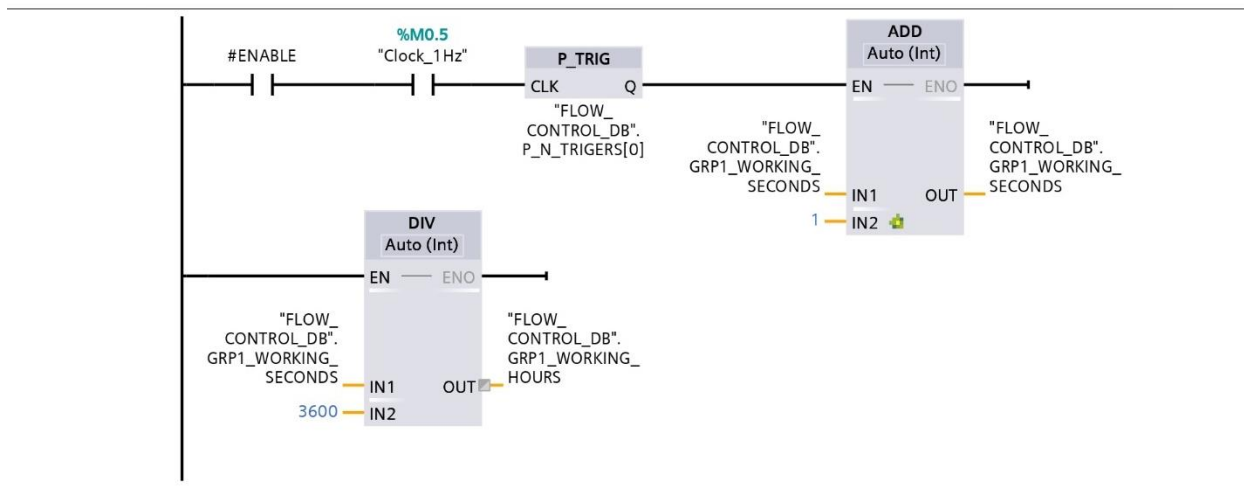 #ENABLE
%M0.5
"Clock_1Hz"
P_TRIG
CLK Q
"FLOW_
CONTROL_DB".
P_N_TRIGERS[0]
ADD
Auto (Int)
EN ENO
"FLOW_
CONTROL_DB".
GRP1_WORKING_
SECONDS
IN1
1
IN2
OUT
"FLOW_
CONTROL_DB".
GRP1_WORKING_
SECONDS
DIV
Auto (Int)
EN ENO
"FLOW_
CONTROL_DB".
GRP1_WORKING_
SECONDS
IN1
3600
IN2
OUT
"FLOW_
CONTROL_DB".
GRP1_WORKING_
HOURS